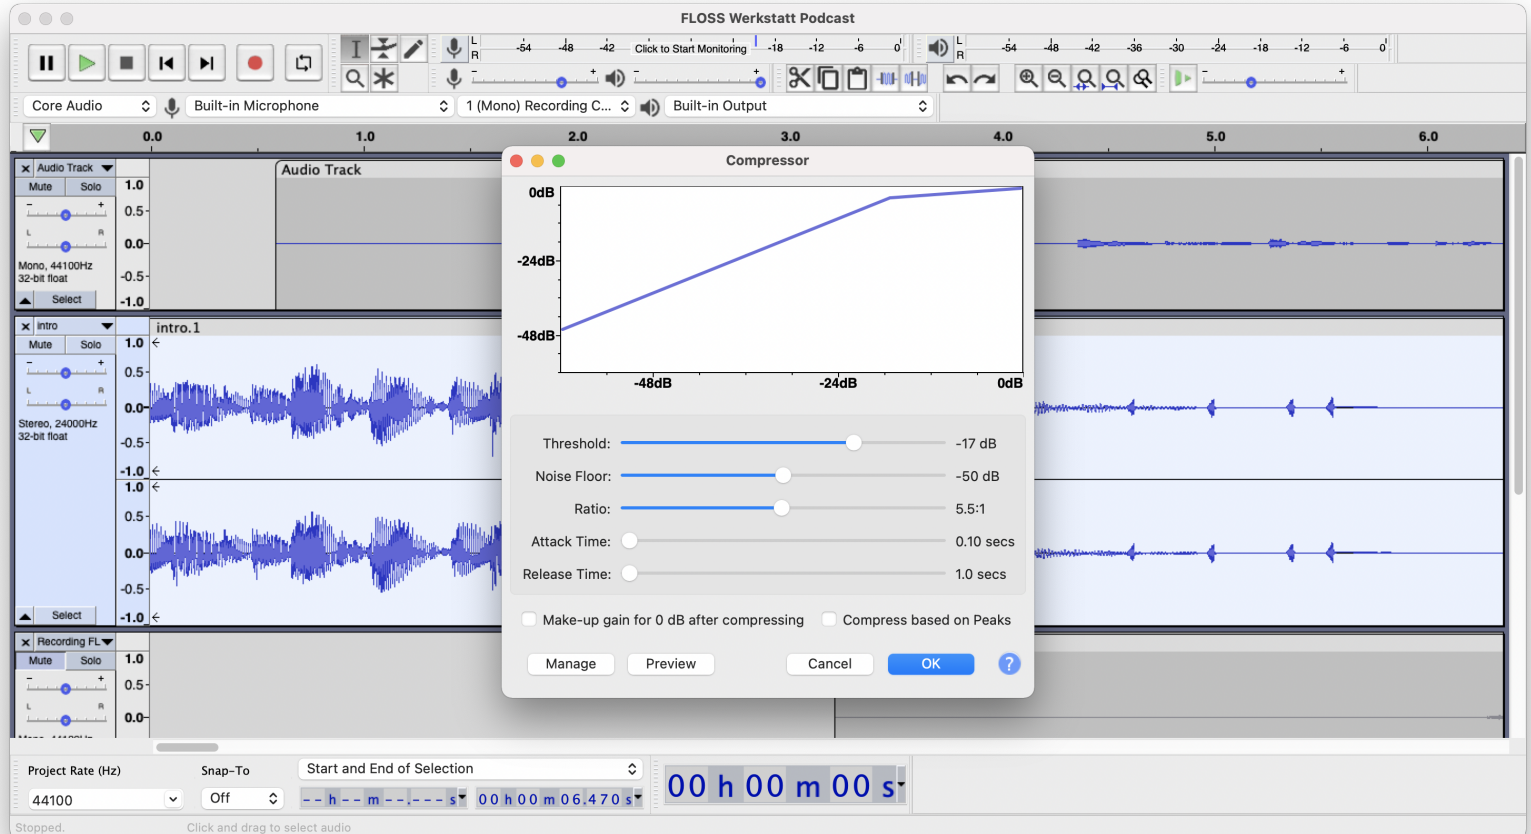 FLOSS Werkstatt Podcast
L
R
-54 -48 -42 Click to Start Monitoring -18 -12 -6 0
L
R
-54 -48 -42 -36 -30 -24 -18 -12 -6 0
- +
- +
- +
Core Audio
Built-in Microphone
1 (Mono) Recording C...
Built-in Output
0.0 1.0 2.0 3.0 4.0 5.0 6.0
Audio Track
Mute Solo
- +
L R
Mono, 44100Hz
32-bit float
Select
1.0
0.5-
0.0-
-0.5-
-1.0
Audio Track
intro
Mute Solo
- +
L R
Stereo, 24000Hz
32-bit float
Select
1.0
0.5-
0.0-
-0.5-
-1.0
1.0
0.5-
0.0-
-0.5-
-1.0
intro.1
Recording FL
Mute Solo
- +
L R
1.0
0.5-
0.0-
Compressor
0dB
-24dB
-48dB
-48dB -24dB 0dB
Threshold: -17 dB
Noise Floor: -50 dB
Ratio: 5.5:1
Attack Time: 0.10 secs
Release Time: 1.0 secs
Make-up gain for 0 dB after compressing
Compress based on Peaks
Manage
Preview
Cancel
OK
?
Project Rate (Hz)
44100
Snap-To
Off
Start and End of Selection
--h--m--.---s
00h00m06.470s
00h00m00s
Stopped.
Click and drag to select audio